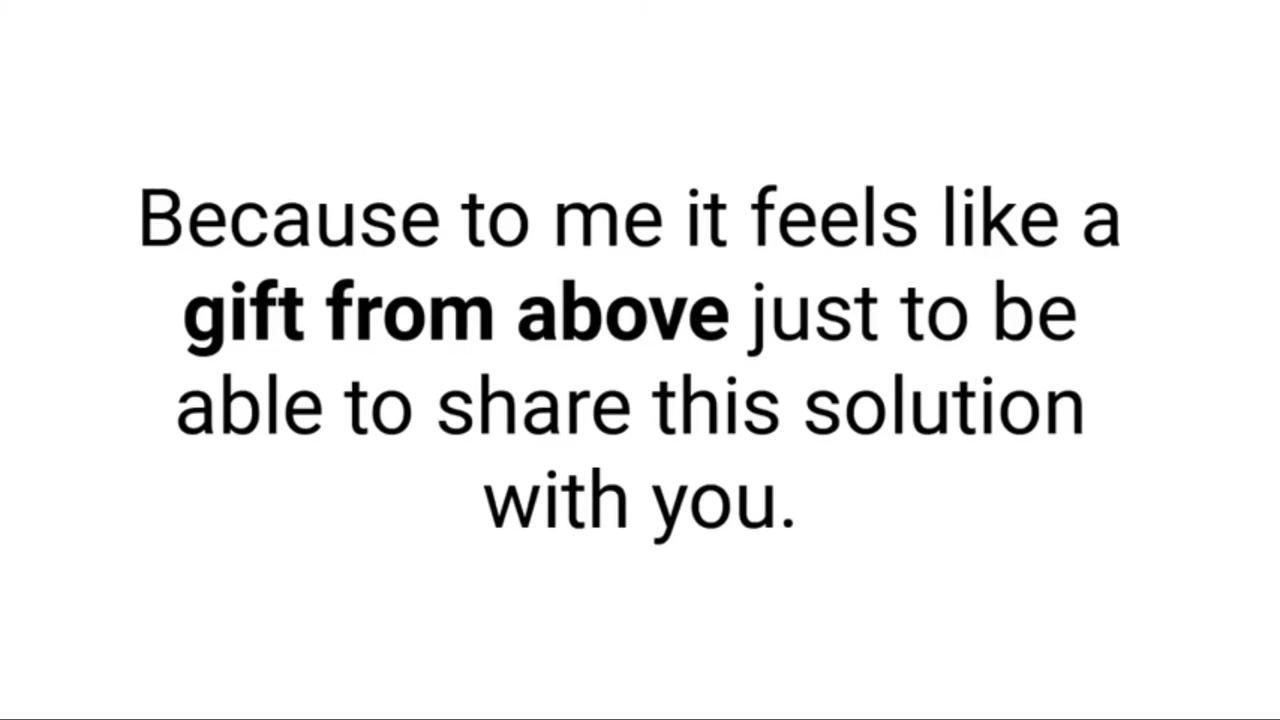 Because to me it feels like a
gift from above just to be
able to share this solution
with you.